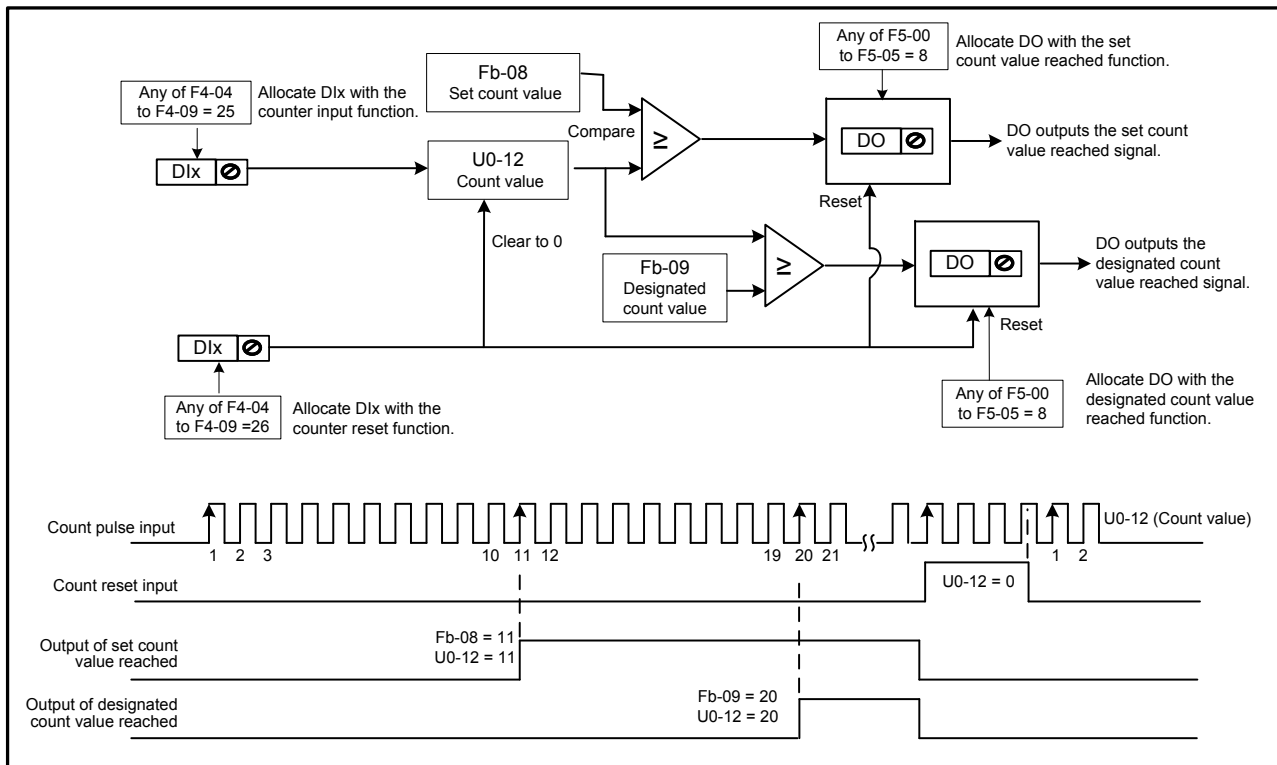 Any of F4-04
to F4-09 = 25
Allocate DIx with the
counter input function.
DIx
Fb-08
Set count value
Compare
≥
U0-12
Count value
Any of F5-00
to F5-05 = 8
Allocate DO with the set
count value reached function.
DO
DO outputs the set count
value reached signal.
Reset
Clear to 0
Fb-09
Designated
count value
≥
DO
DO outputs the
designated count
value reached signal.
Reset
DIx
Any of F4-04
to F4-09 =26
Allocate DIx with the
counter reset function.
Any of F5-00
to F5-05 = 8
Allocate DO with the
designated count value
reached function.
Count pulse input
U0-12 (Count value)
1 2 3 10 11 12 19 20 21 1 2
Count reset input
U0-12 = 0
Output of set count
value reached
Fb-08 = 11
U0-12 = 11
Output of designated
count value reached
Fb-09 = 20
U0-12 = 20